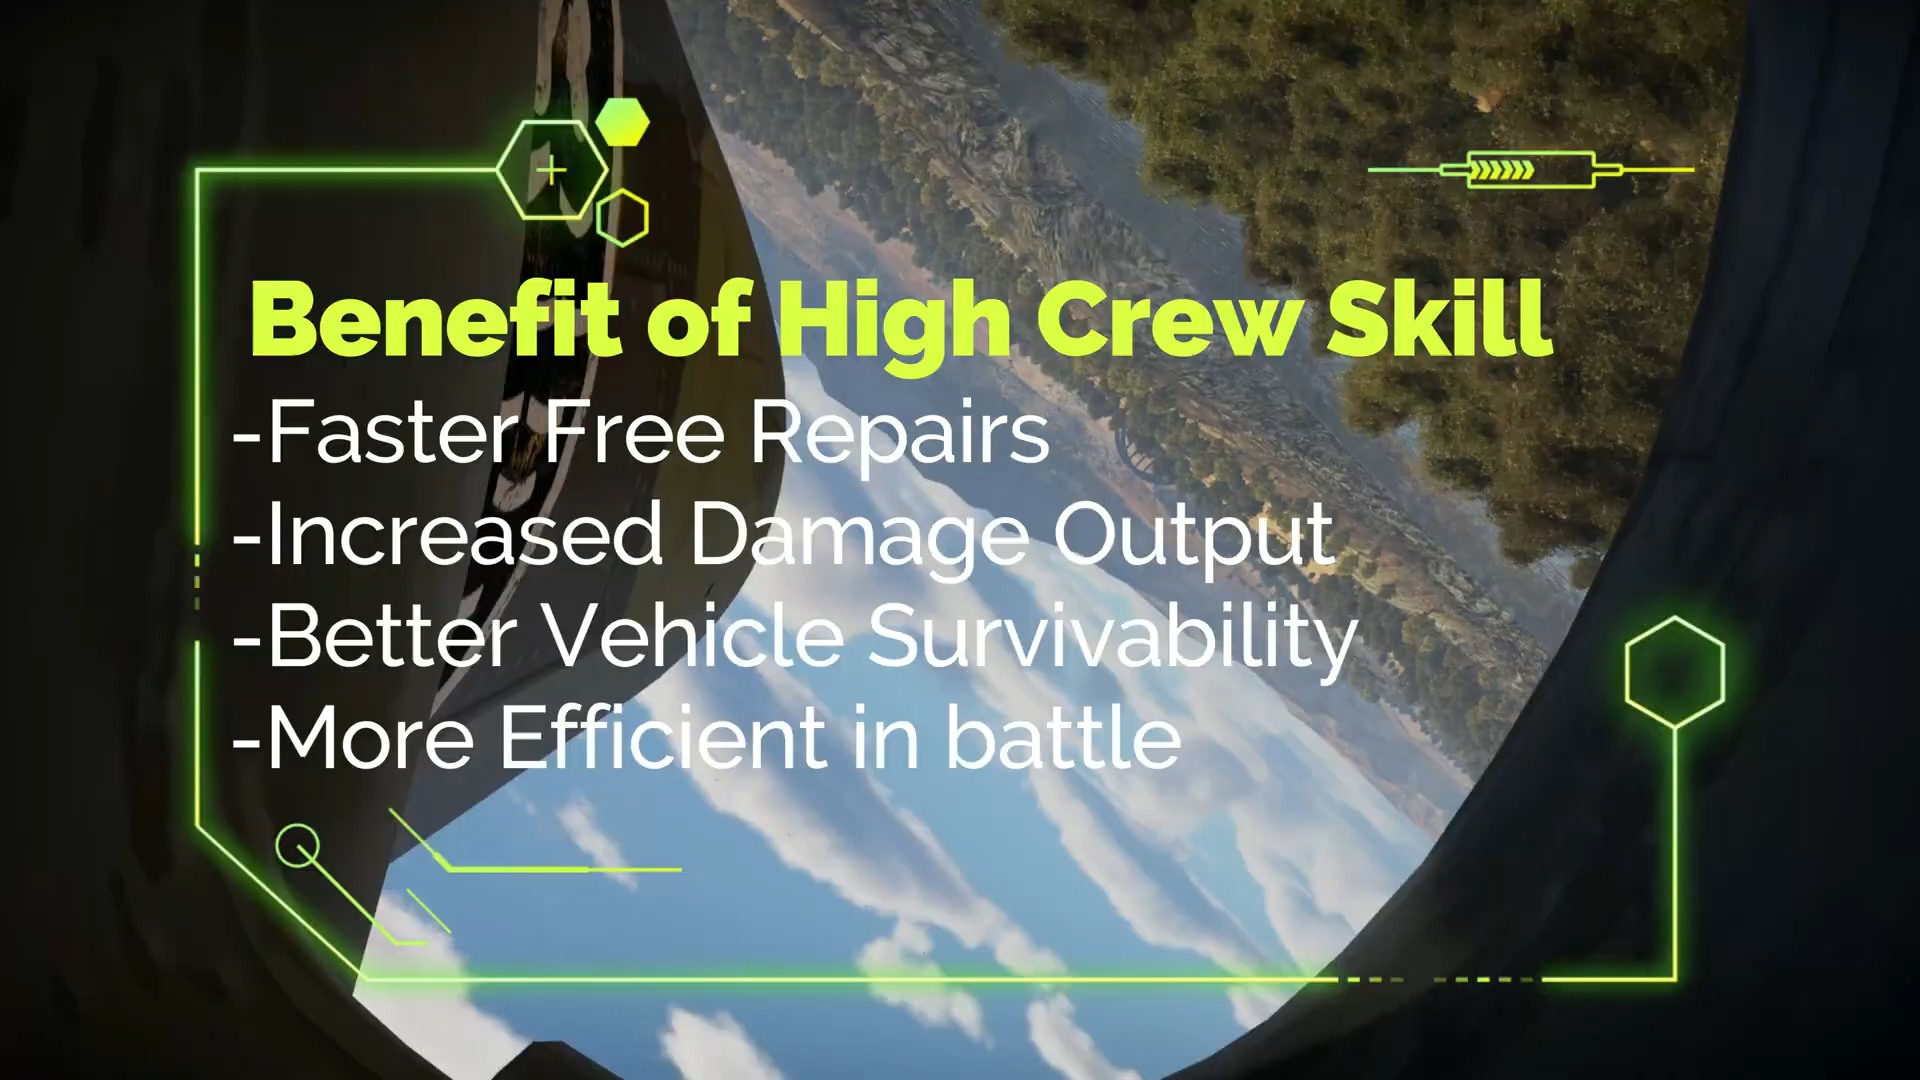 Benefit of High Crew Skill
-Faster Free Repairs
-Increased Damage Output
-Better Vehicle Survivability
-More Efficient in battle